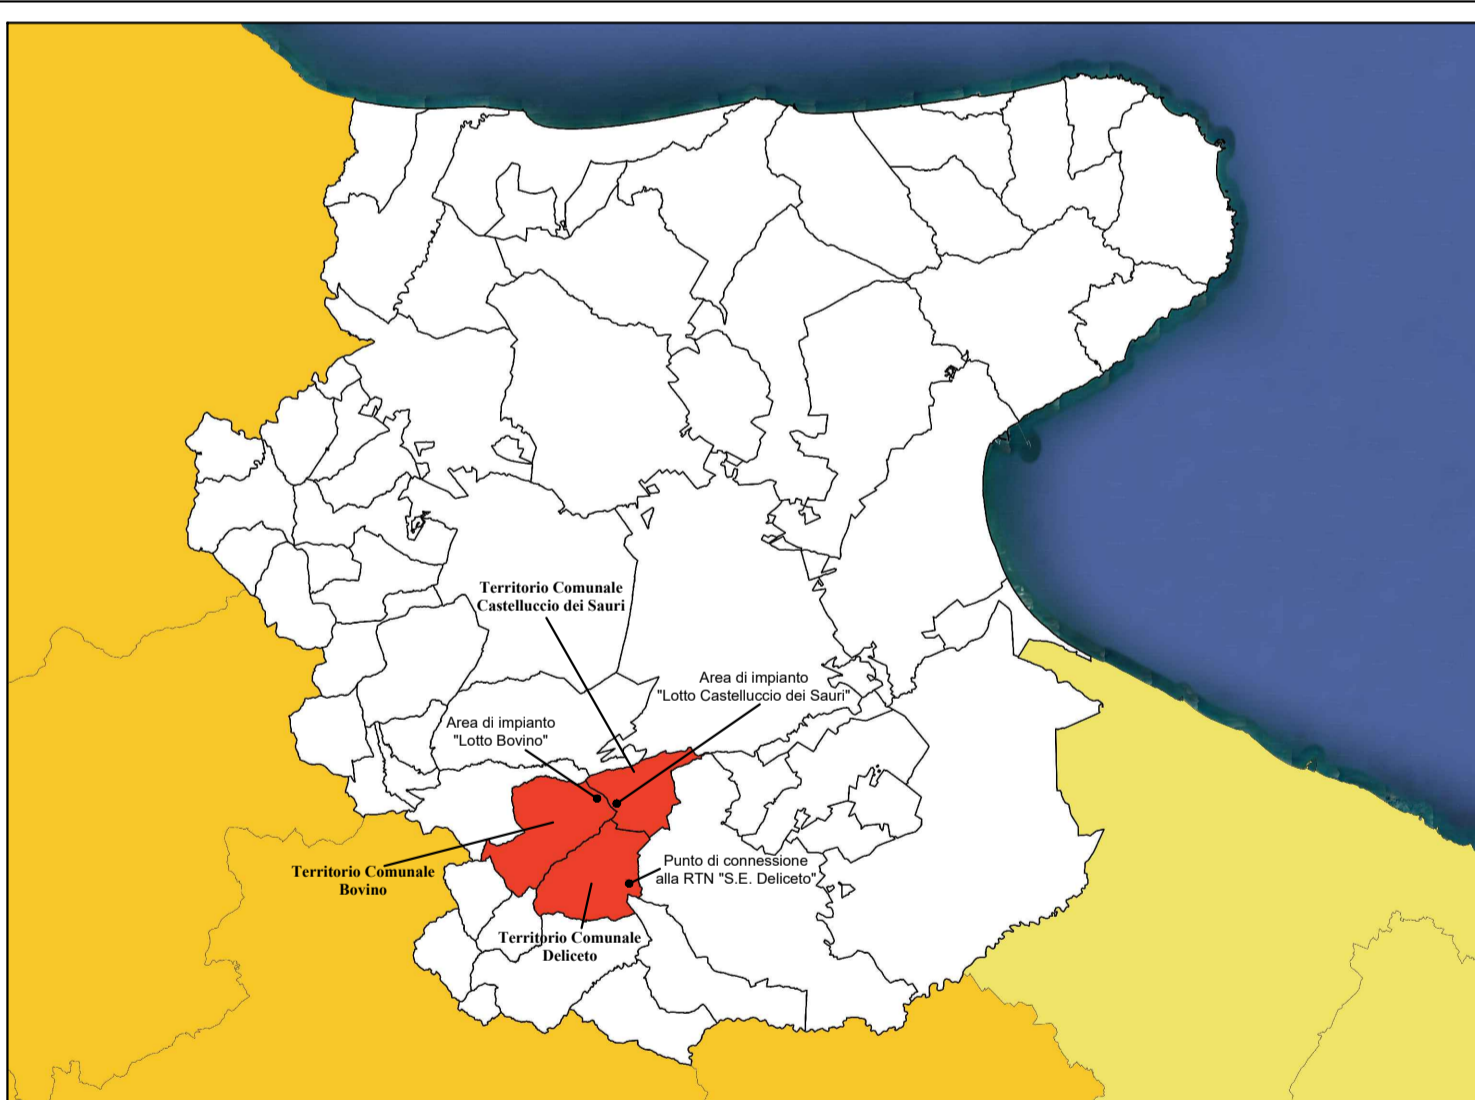 Territorio Comunale
Castelluccio dei Sauri
Area di impianto
"Lotto Castelluccio dei Sauri"
Area di impianto
"Lotto Bovino"
Territorio Comunale
Bovino
Punto di connessione
alla RTN "S.E. Deliceto"
Territorio Comunale
Deliceto